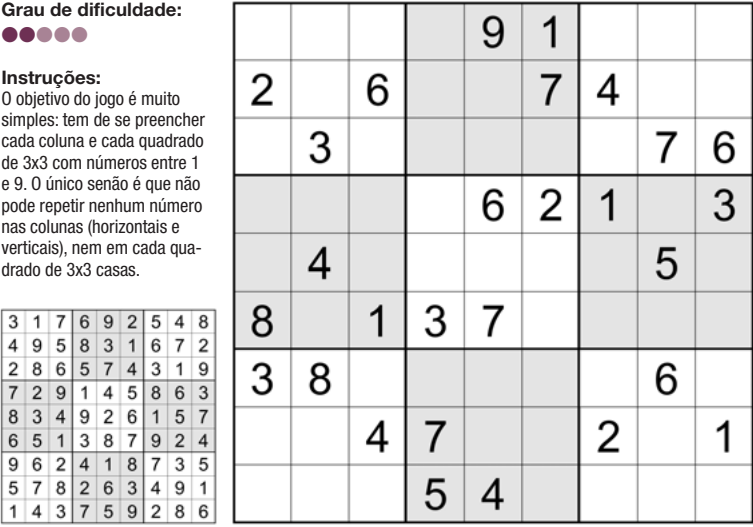 Grau de dificuldade:
Instruções:
O objetivo do jogo é muito
simples: tem de se preencher
cada coluna e cada quadrado
de 3x3 com números entre 1
e 9. O único senão é que não
pode repetir nenhum número
nas colunas (horizontais e
verticais), nem em cada qua-
drado de 3x3 casas.
3 1 7 6 9 2 5 4 8
4 9 5 8 3 1 6 7 2
2 8 6 5 7 4 3 1 9
7 2 9 1 4 5 8 6 3
8 3 4 9 2 6 1 5 7
6 5 1 3 8 7 9 2 4
9 6 2 4 1 8 7 3 5
5 7 8 2 6 3 4 9 1
1 4 3 7 5 9 2 8 6
9 1
2 6 7 4
3 7 6
6 2 1 3
4 5
8 1 3 7
3 8 6
4 7 2 1
5 4